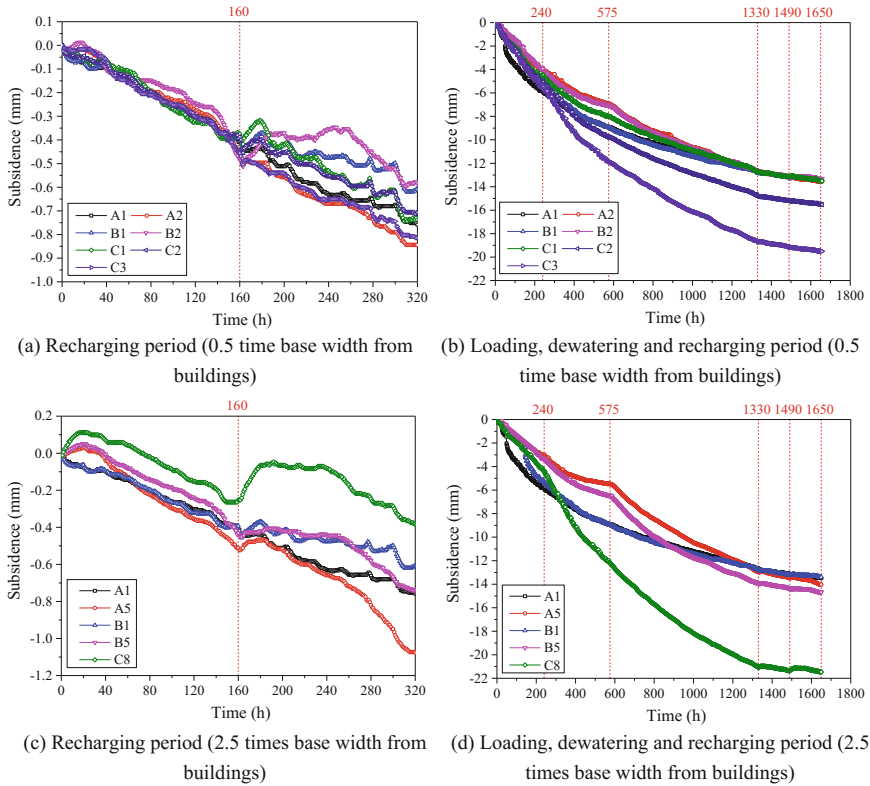 160
0.1
0.0
-0.1
-0.2
-0.3
-0.4
-0.5
-0.6
-0.7
-0.8
-0.9
-1.0
Subsidence (mm)
A1 A2
B1 B2
C1 C2
C3
0 40 80 120 160 200 240 280 320
Time (h)
(a) Recharging period (0.5 time base width from
buildings)
240 575 1330 1490 1650
0
-2
-4
-6
-8
-10
-12
-14
-16
-18
-20
-22
Subsidence (mm)
A1 A2
B1 B2
C1 C2
C3
0 200 400 600 800 1000 1200 1400 1600 1800
Time (h)
(b) Loading, dewatering and recharging period (0.5
time base width from buildings)
160
0.2
0.0
-0.2
-0.4
-0.6
-0.8
-1.0
-1.2
Subsidence (mm)
A1
A5
B1
B5
C8
0 40 80 120 160 200 240 280 320
Time (h)
(c) Recharging period (2.5 times base width from
buildings)
240 575 1330 1490 1650
0
-2
-4
-6
-8
-10
-12
-14
-16
-18
-20
-22
Subsidence (mm)
A1
A5
B1
B5
C8
0 200 400 600 800 1000 1200 1400 1600 1800
Time (h)
(d) Loading, dewatering and recharging period (2.5
times base width from buildings)